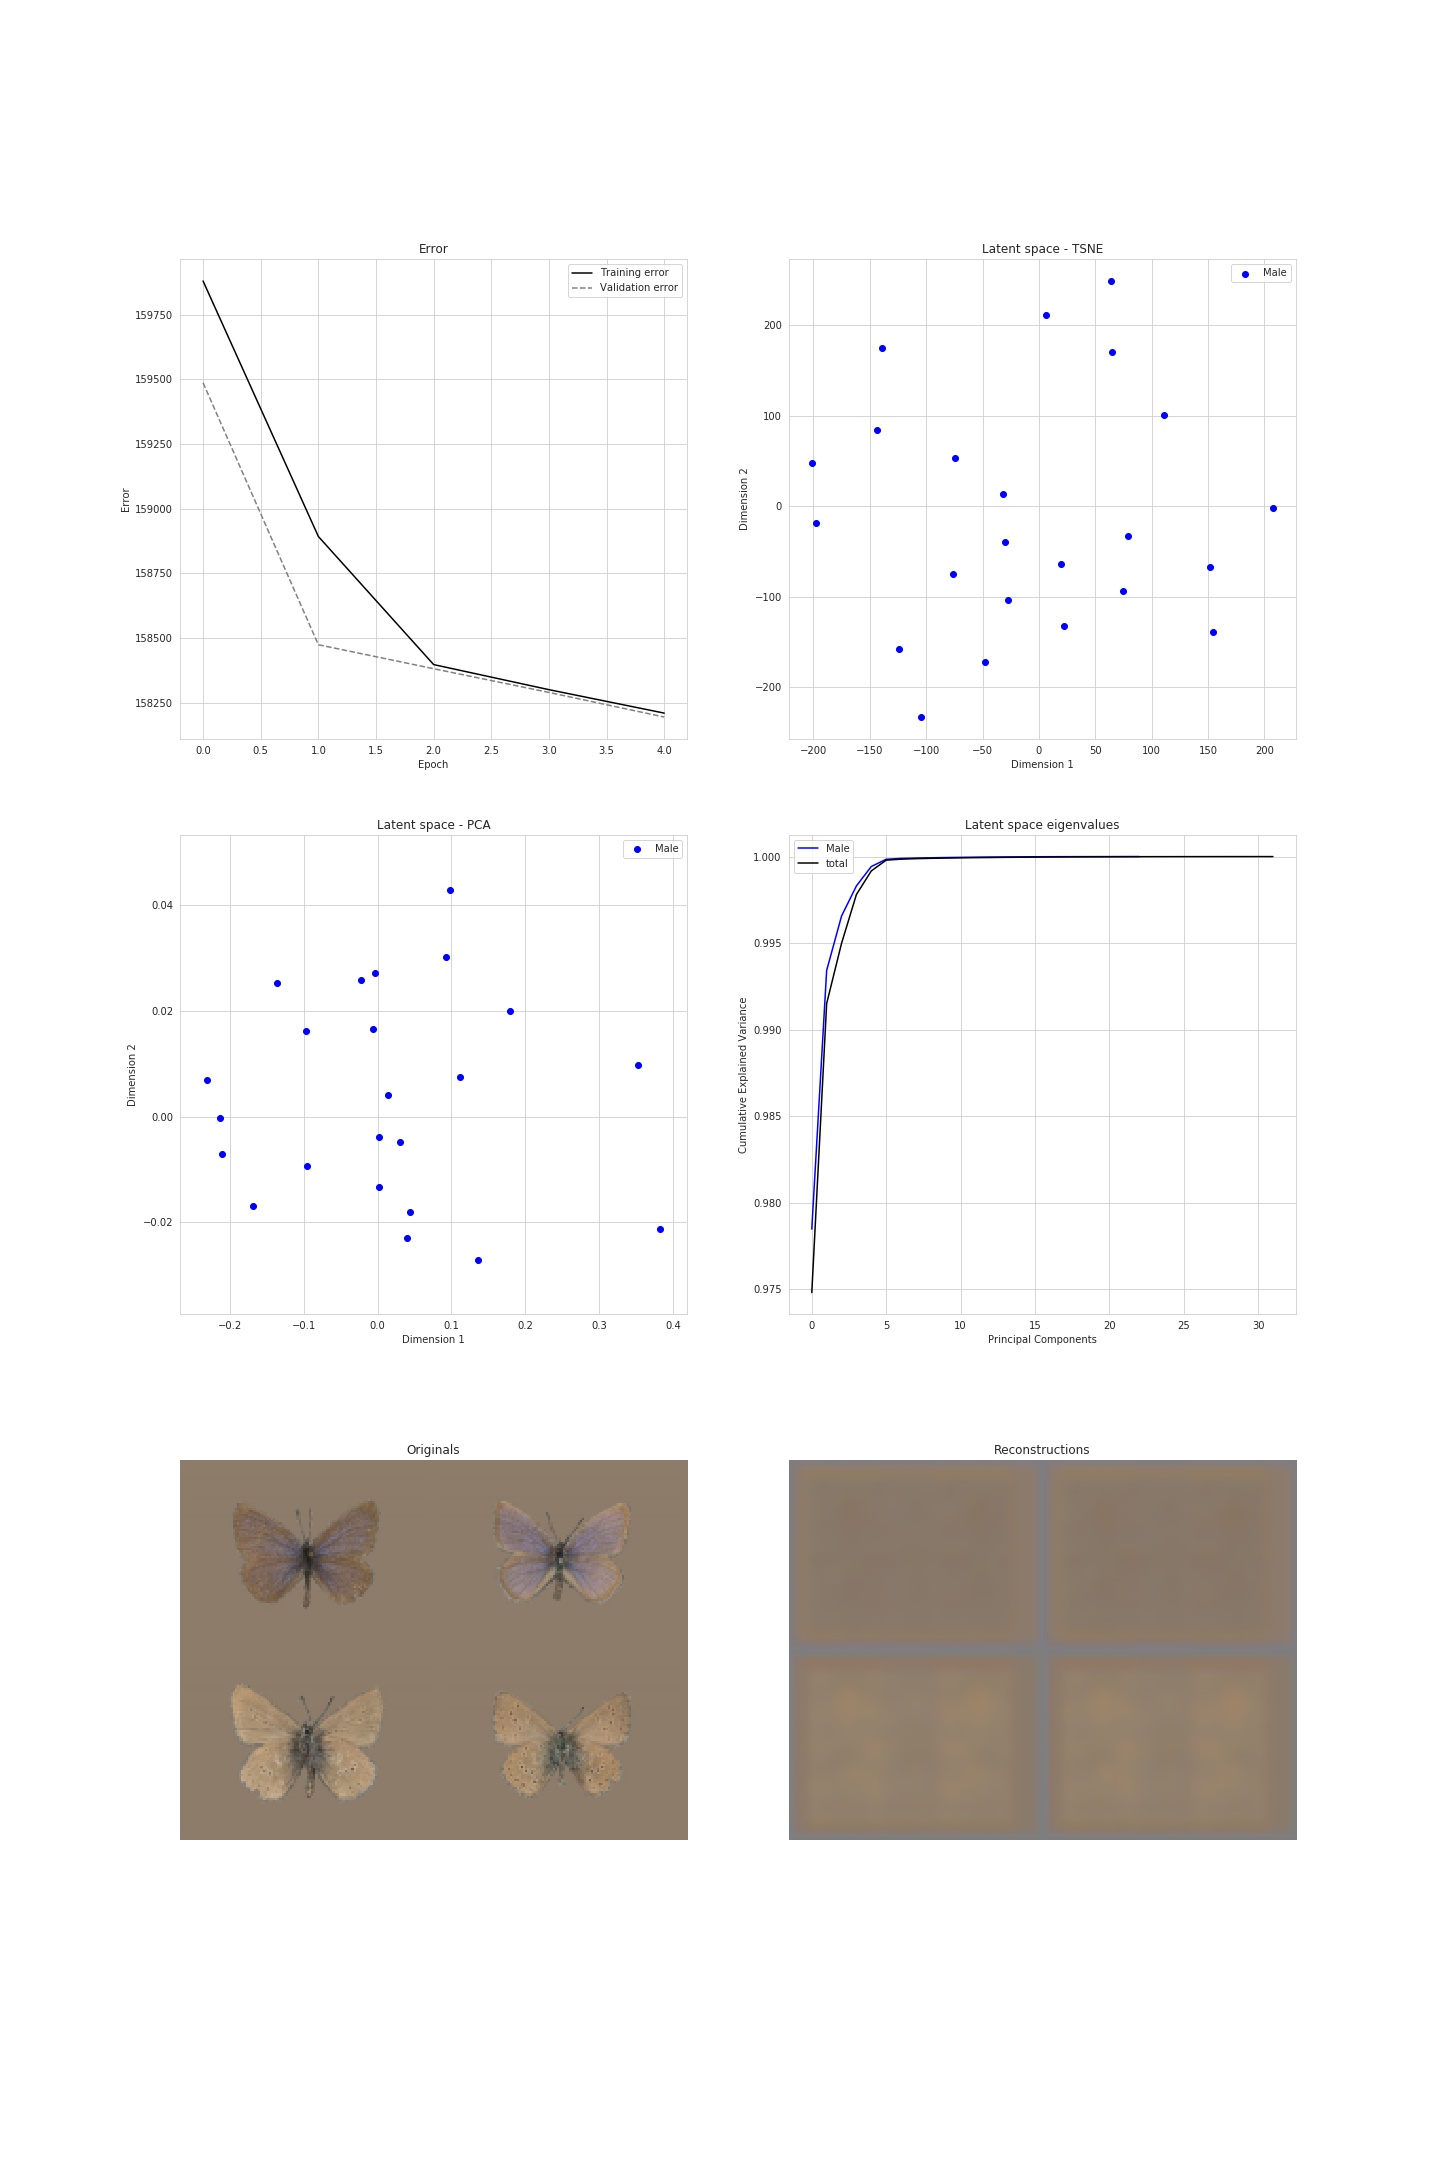 Error
Training error
Validation error
159750
159500
159250
159000
158750
158500
158250
Error
0.0 0.5 1.0 1.5 2.0 2.5 3.0 3.5 4.0
Epoch
Latent space - TSNE
Male
200
100
0
−100
−200
Dimension 2
−200 −150 −100 −50 0 50 100 150 200
Dimension 1
Latent space - PCA
Male
0.04
0.02
0.00
−0.02
Dimension 2
−0.2 −0.1 0.0 0.1 0.2 0.3 0.4
Dimension 1
Latent space eigenvalues
Male
total
1.000
0.995
0.990
0.985
0.980
0.975
Cumulative Explained Variance
0 5 10 15 20 25 30
Principal Components
Originals
Reconstructions